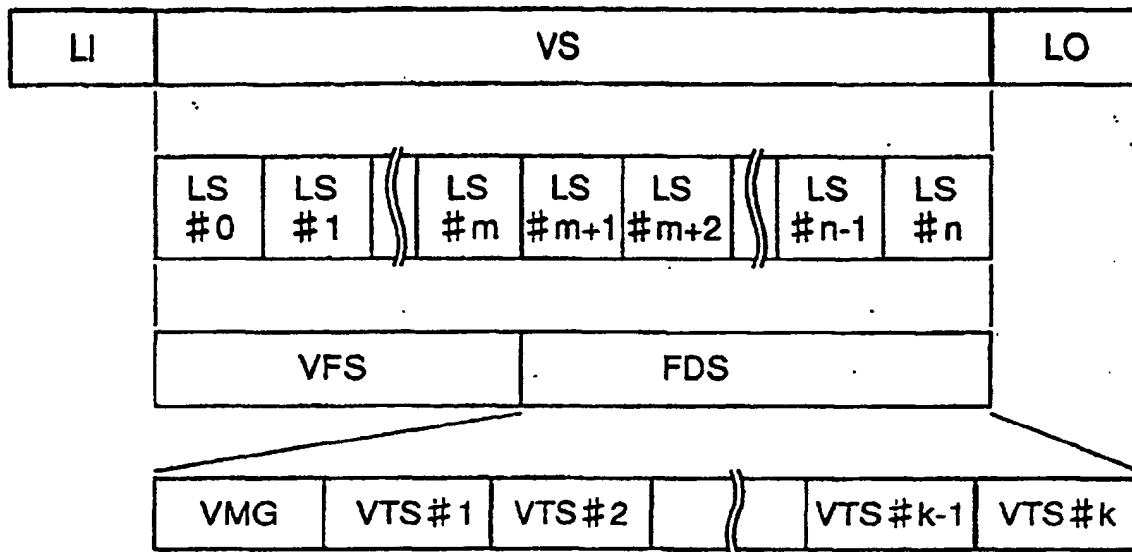 LI VS LO
LS LS LS LS LS LS LS
#0 #1 #m #m+1 #m+2 #n-1 #n
VFS FDS
VMG VTS#1 VTS#2 VTS#k-1 VTS#k